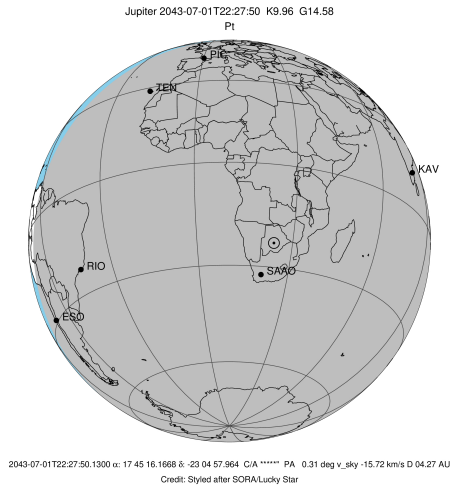 Jupiter 2043-07-01T22:27:50 K9.96 G14.58
Pt
PIC
TEN
KAV
RIO
SAAO
ESO
2043-07-01T22:27:50.1300 α: 17 45 16.1668 δ: -23 04 57.964 C/A *****" PA 0.31 deg v_sky -15.72 km/s D 04.27 AU
Credit: Styled after SORA/Lucky Star